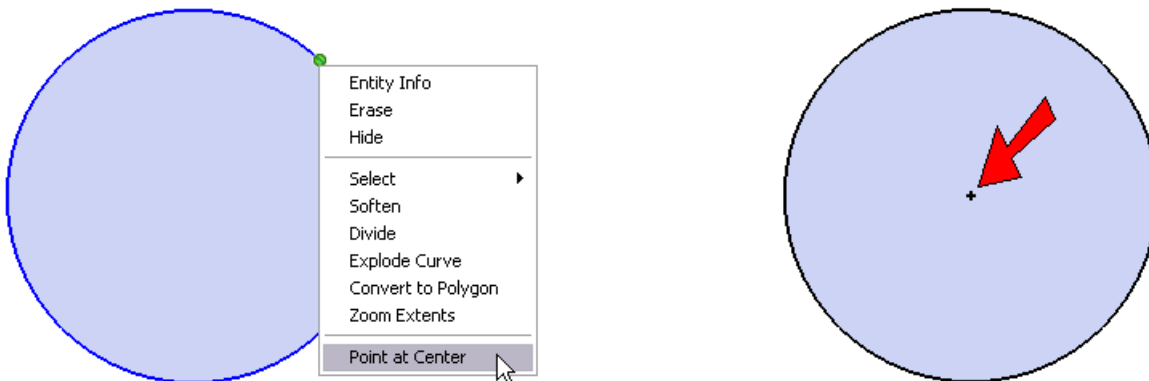 Entity Info
Erase
Hide
Select
Soften
Divide
Explode Curve
Convert to Polygon
Zoom Extents
Point at Center